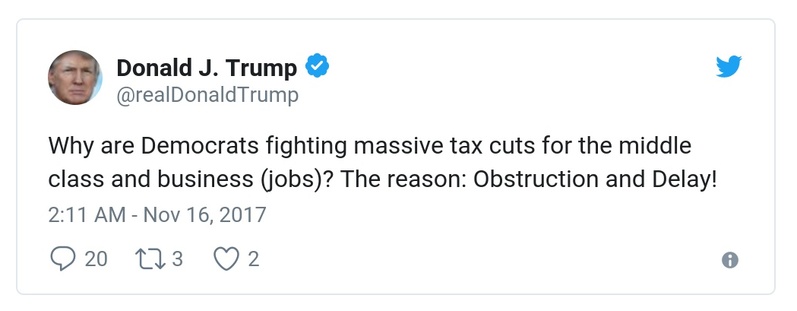 Donald J. Trump
@realDonaldTrump
Why are Democrats fighting massive tax cuts for the middle
class and business (jobs)? The reason: Obstruction and Delay!
2:11 AM - Nov 16, 2017
20 3 2